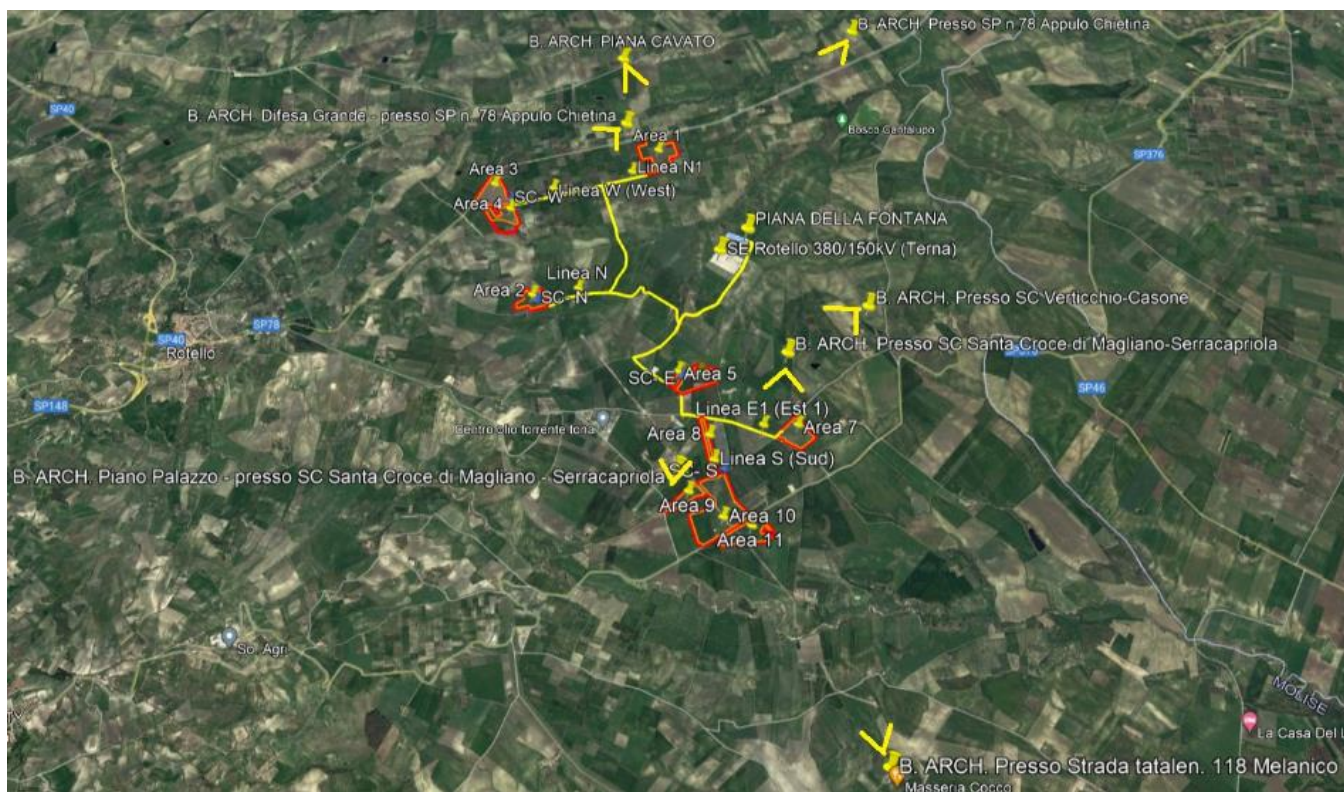 B. ARCH. Presso SP n 78 Appulo Chietina
B. ARCH. PIANA CAVATO
SP40
B. ARCH. Difesa Grande - presso SP n. 78 Appulo Chietina
Area 1
Bosco Cantalupo
SP376
Area 3
Linea N1
SC- W
Linea W (West)
Area 4
PIANA DELLA FONTANA
SE Rotello 380/150kV (Terna)
Linea N
Area 2
SC- N
B. ARCH. Presso SC Verticchio-Casone
SP78
SP40
Rotello
B. ARCH. Presso SC Santa Croce di Magliano-Serracapriola
SC- E
Area 5
SP46
SP148
Linea E1 (Est 1)
Centro olio torrente tona
Area 8
Area 7
Linea S (Sud)
B. ARCH. Piano Palazzo - presso SC Santa Croce di Magliano - Serracapriola
SC- S
Area 9
Area 10
Area 11
So. Agri
MOLISE
La Casa Del L
B. ARCH. Presso Strada tatalen. 118 Melanico
Masseria Cocco